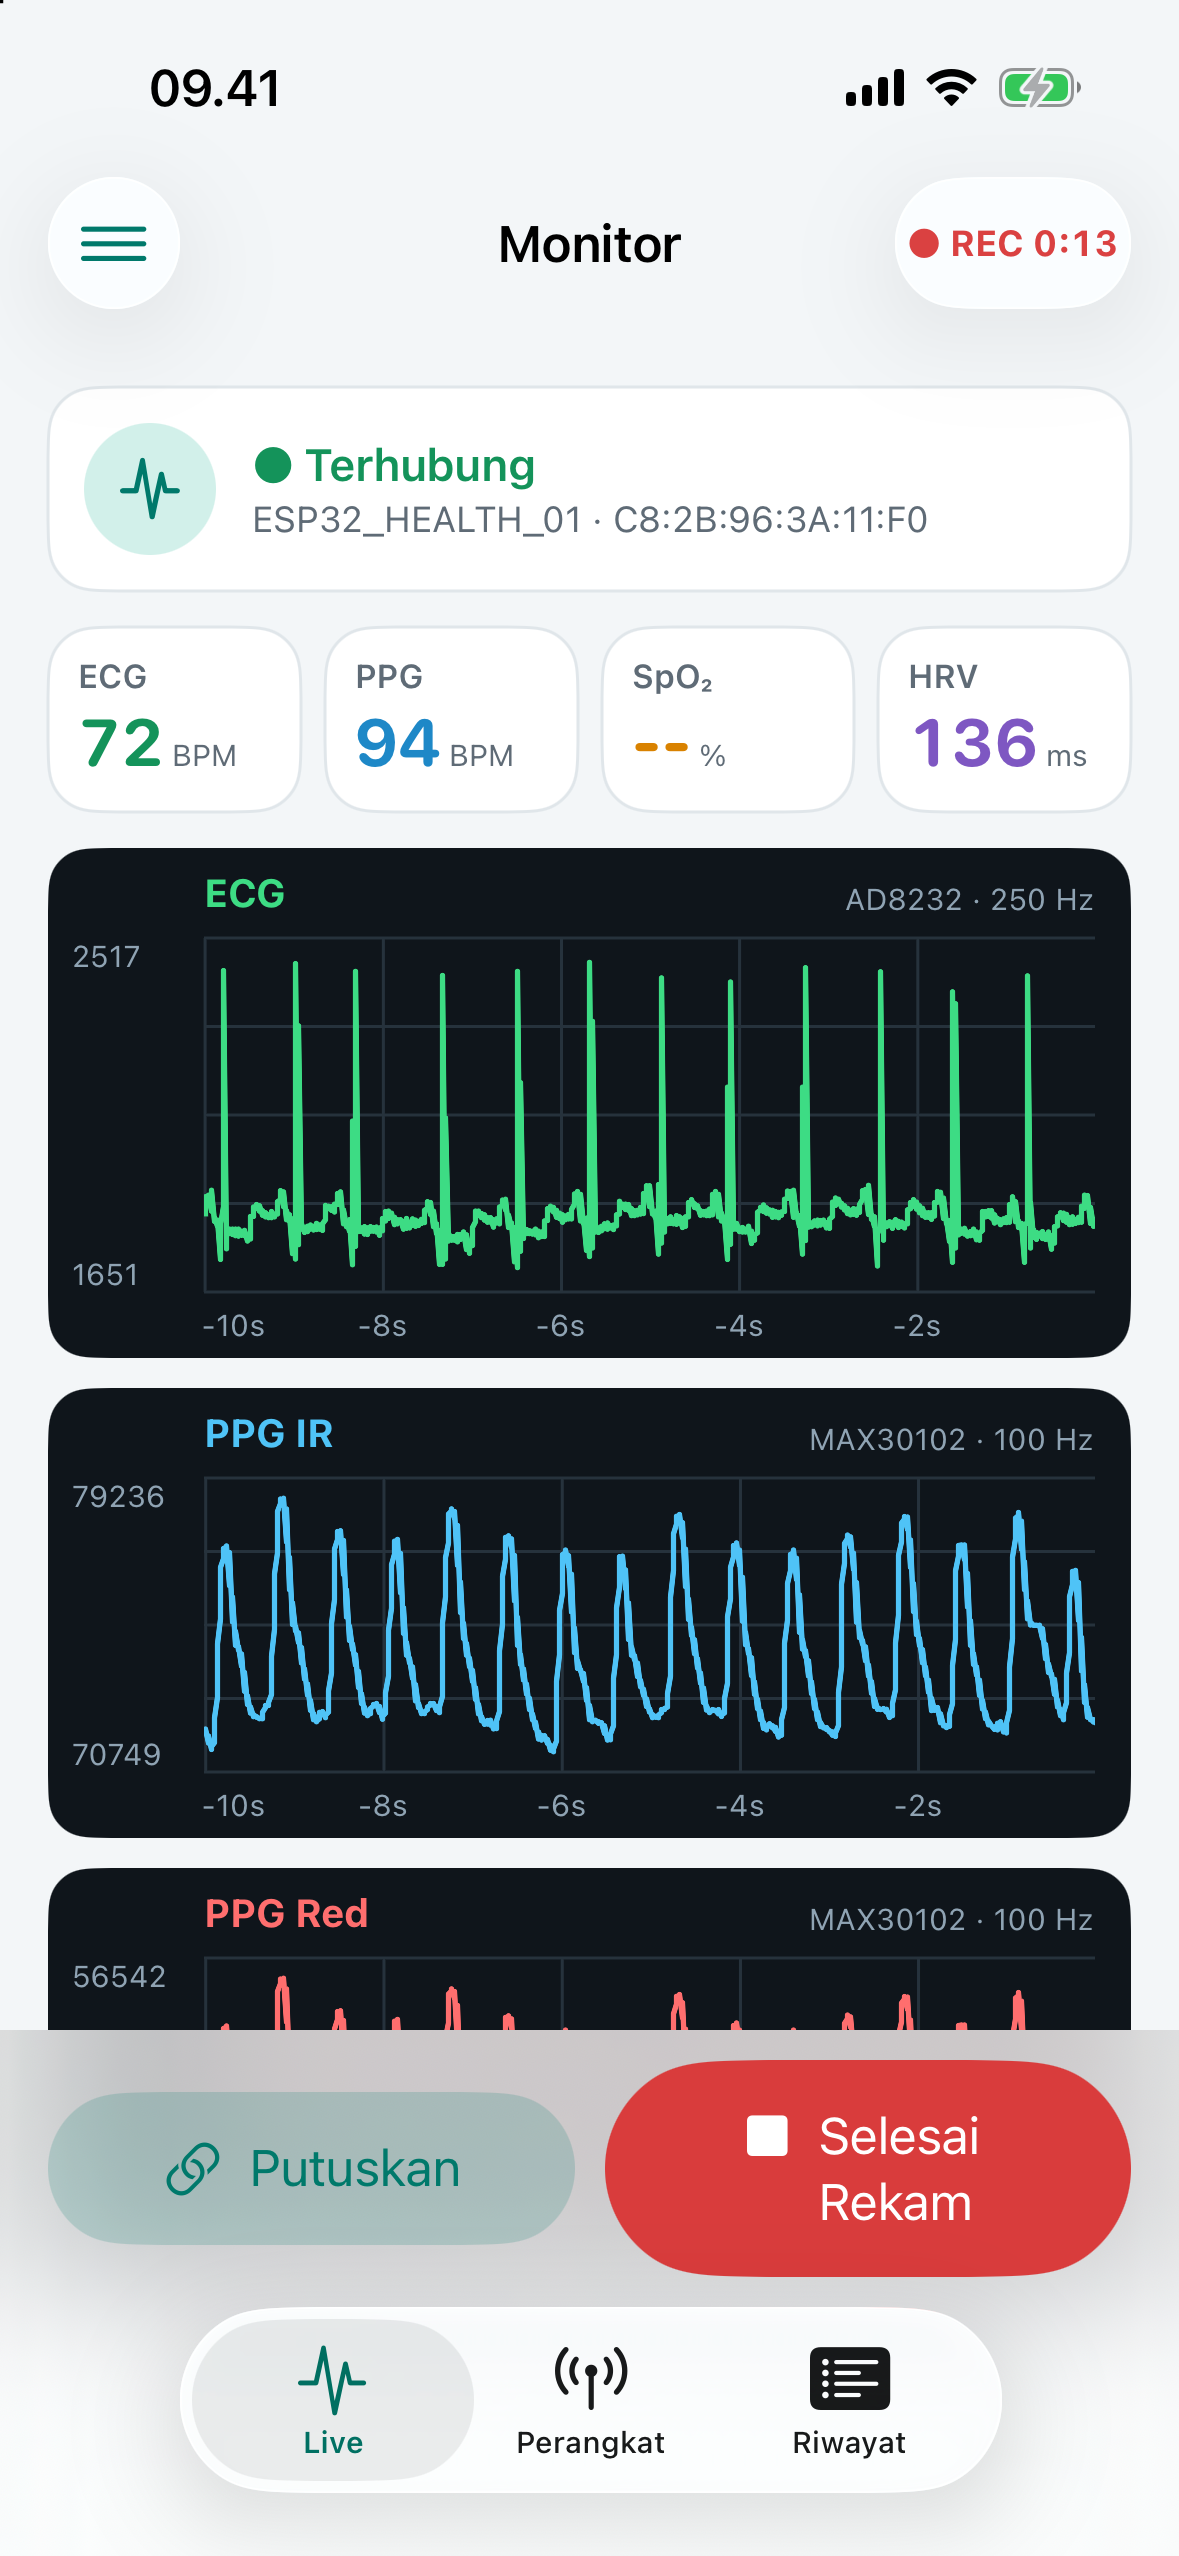 09.41
Monitor
REC 0:13
Terhubung
ESP32_HEALTH_01 · C8:2B:96:3A:11:F0
ECG
72 BPM
PPG
94 BPM
SpO₂
-- %
HRV
136 ms
ECG
AD8232 · 250 Hz
2517
1651
-10s -8s -6s -4s -2s
PPG IR
MAX30102 · 100 Hz
79236
70749
-10s -8s -6s -4s -2s
PPG Red
MAX30102 · 100 Hz
56542
Putuskan
Selesai
Rekam
Live
Perangkat
Riwayat